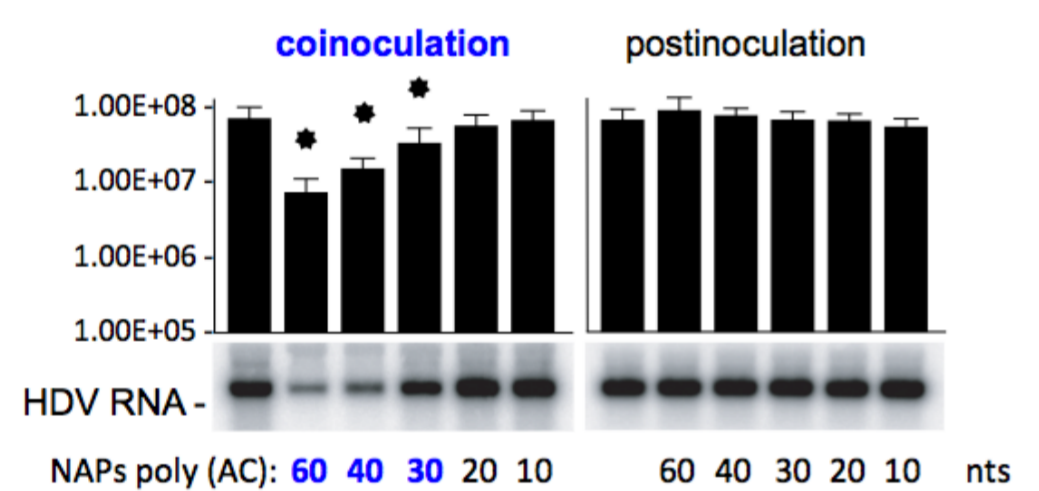 coinoculation postinoculation
1.00E+08
1.00E+07
1.00E+06
1.00E+05
HDV RNA -
NAPs poly (AC): 60 40 30 20 10 60 40 30 20 10 nts